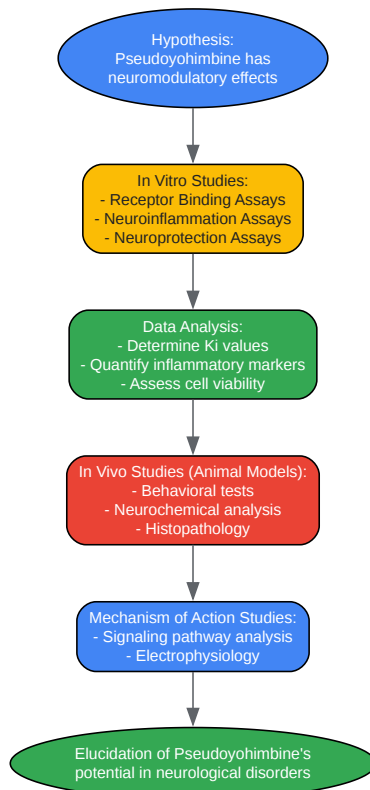 Hypothesis:
Pseudoyohimbine has
neuromodulatory effects
In Vitro Studies:
- Receptor Binding Assays
- Neuroinflammation Assays
- Neuroprotection Assays
Data Analysis:
- Determine Ki values
- Quantify inflammatory markers
- Assess cell viability
In Vivo Studies (Animal Models):
- Behavioral tests
- Neurochemical analysis
- Histopathology
Mechanism of Action Studies:
- Signaling pathway analysis
- Electrophysiology
Elucidation of Pseudoyohimbine's
potential in neurological disorders